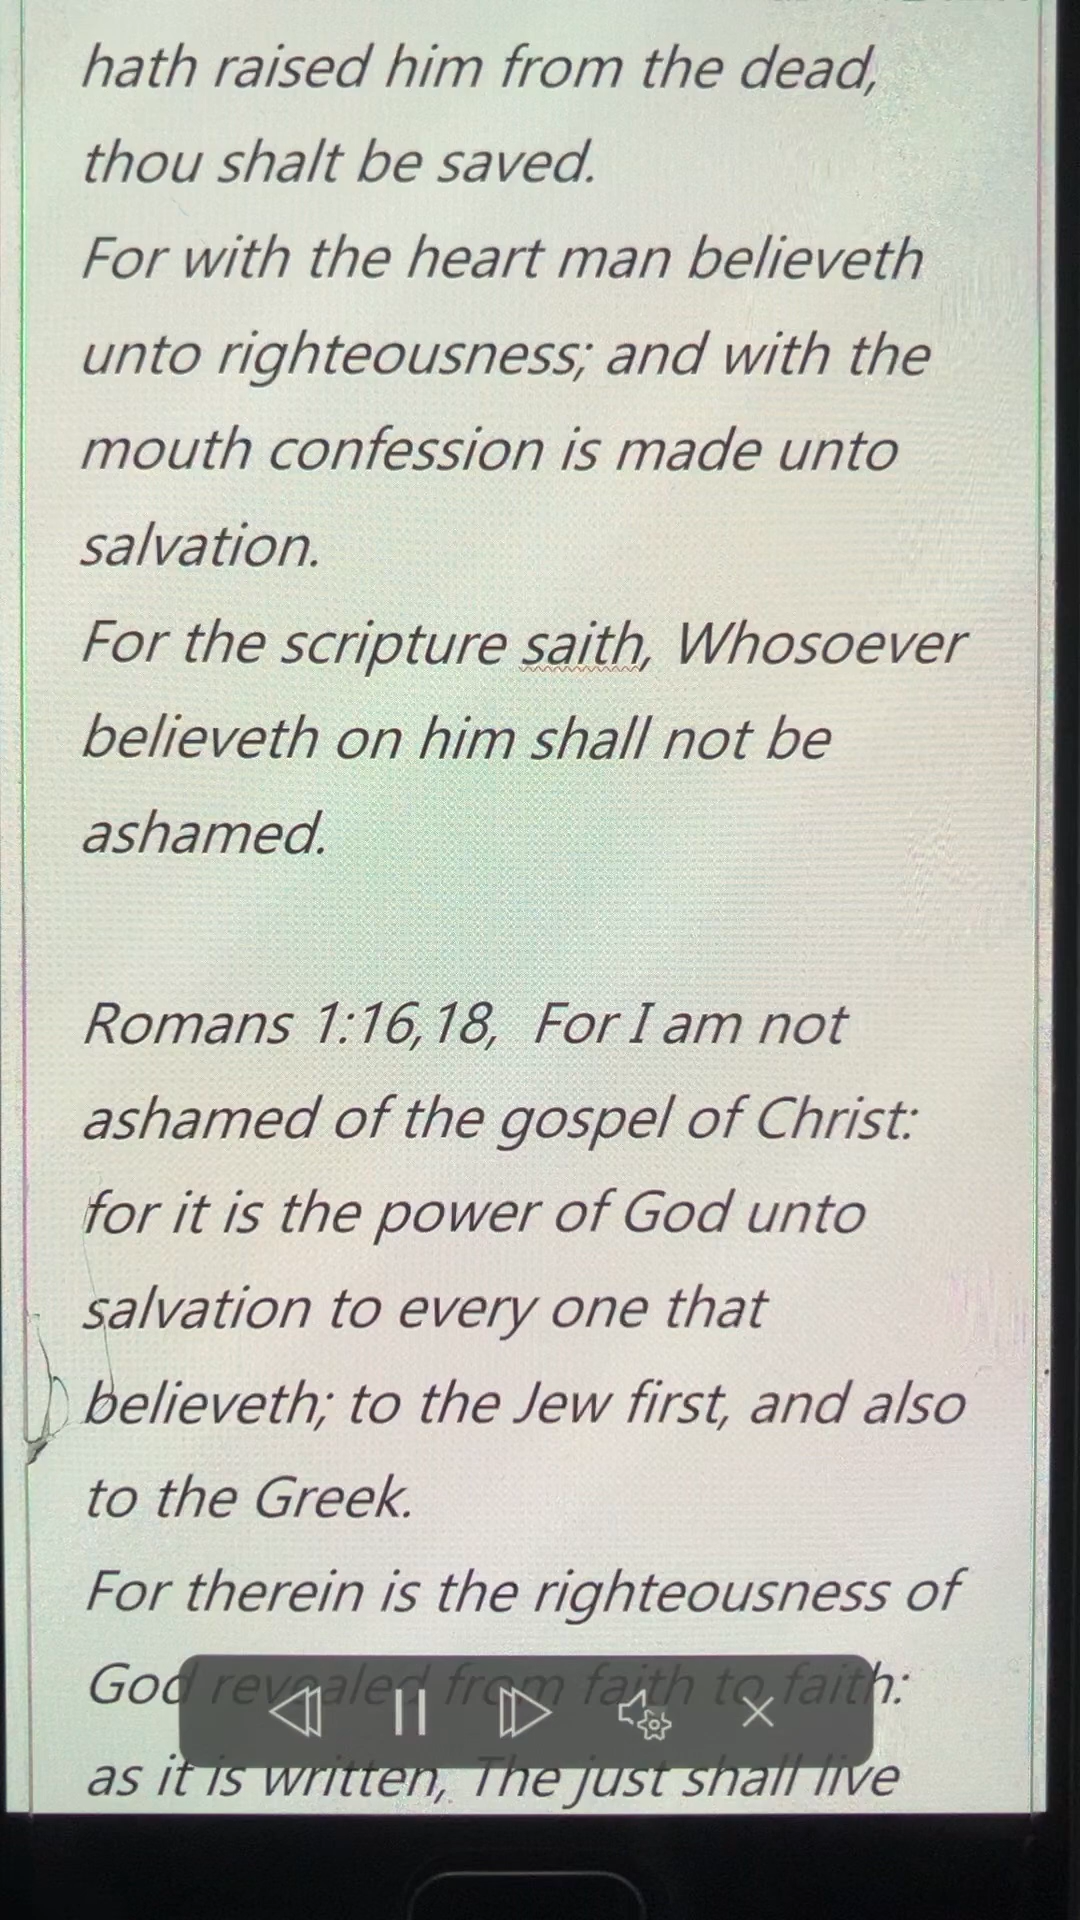 hath raised him from the dead,
thou shalt be saved.
For with the heart man believeth
unto righteousness; and with the
mouth confession is made unto
salvation.
For the scripture saith, Whosoever
believeth on him shall not be
ashamed.
Romans 1:16,18, For I am not
ashamed of the gospel of Christ:
for it is the power of God unto
salvation to every one that
believeth; to the Jew first, and also
to the Greek.
For therein is the righteousness of
God revealed from faith to faith:
as it is written, The just shall live